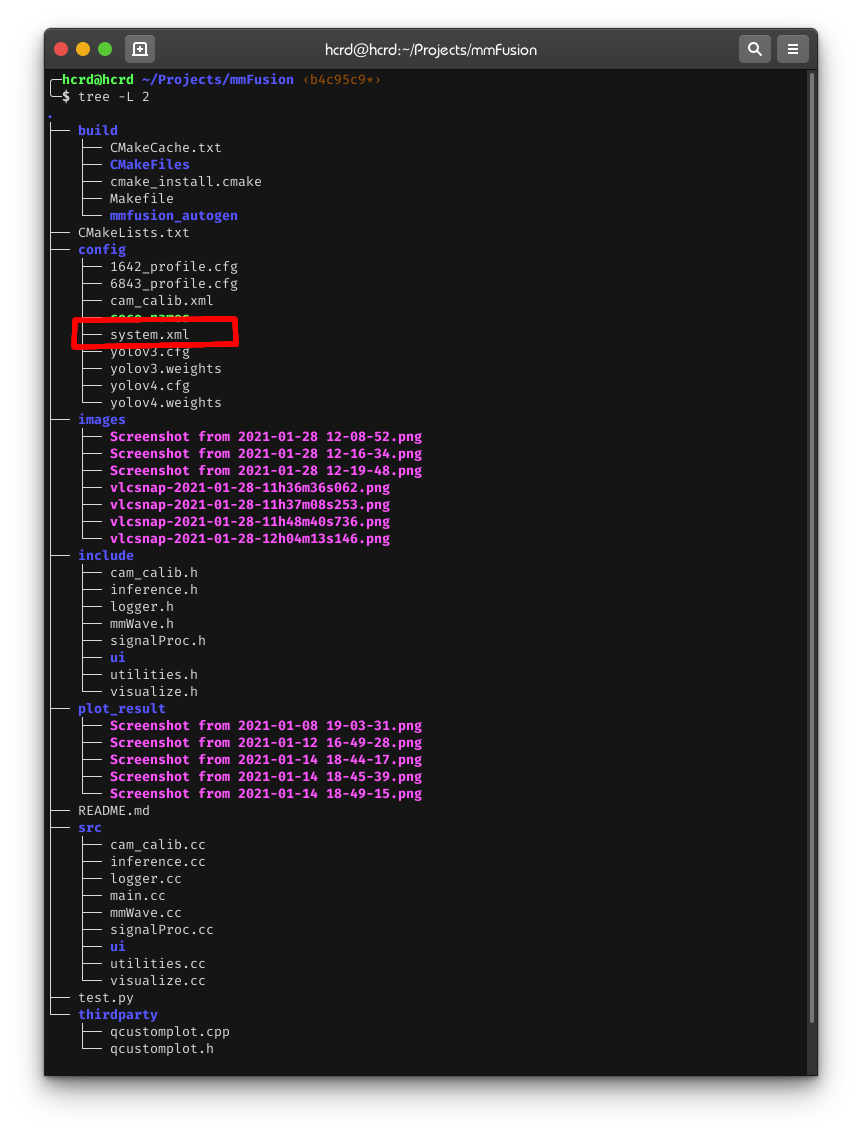 hcrd@hcrd:~/Projects/mmFusion
╭─hcrd@hcrd ~/Projects/mmFusion ‹b4c95c9*›
╰─$ tree -L 2
.
├── build
│   ├── CMakeCache.txt
│   ├── CMakeFiles
│   ├── cmake_install.cmake
│   ├── Makefile
│   └── mmfusion_autogen
├── CMakeLists.txt
├── config
│   ├── 1642_profile.cfg
│   ├── 6843_profile.cfg
│   ├── cam_calib.xml
│   ├── coco.names
│   ├── system.xml
│   ├── yolov3.cfg
│   ├── yolov3.weights
│   ├── yolov4.cfg
│   └── yolov4.weights
├── images
│   ├── Screenshot from 2021-01-28 12-08-52.png
│   ├── Screenshot from 2021-01-28 12-16-34.png
│   ├── Screenshot from 2021-01-28 12-19-48.png
│   ├── vlcsnap-2021-01-28-11h36m36s062.png
│   ├── vlcsnap-2021-01-28-11h37m08s253.png
│   ├── vlcsnap-2021-01-28-11h48m40s736.png
│   └── vlcsnap-2021-01-28-12h04m13s146.png
├── include
│   ├── cam_calib.h
│   ├── inference.h
│   ├── logger.h
│   ├── mmWave.h
│   ├── signalProc.h
│   ├── ui
│   ├── utilities.h
│   └── visualize.h
├── plot_result
│   ├── Screenshot from 2021-01-08 19-03-31.png
│   ├── Screenshot from 2021-01-12 16-49-28.png
│   ├── Screenshot from 2021-01-14 18-44-17.png
│   ├── Screenshot from 2021-01-14 18-45-39.png
│   └── Screenshot from 2021-01-14 18-49-15.png
├── README.md
├── src
│   ├── cam_calib.cc
│   ├── inference.cc
│   ├── logger.cc
│   ├── main.cc
│   ├── mmWave.cc
│   ├── signalProc.cc
│   ├── ui
│   ├── utilities.cc
│   └── visualize.cc
├── test.py
└── thirdparty
    ├── qcustomplot.cpp
    └── qcustomplot.h